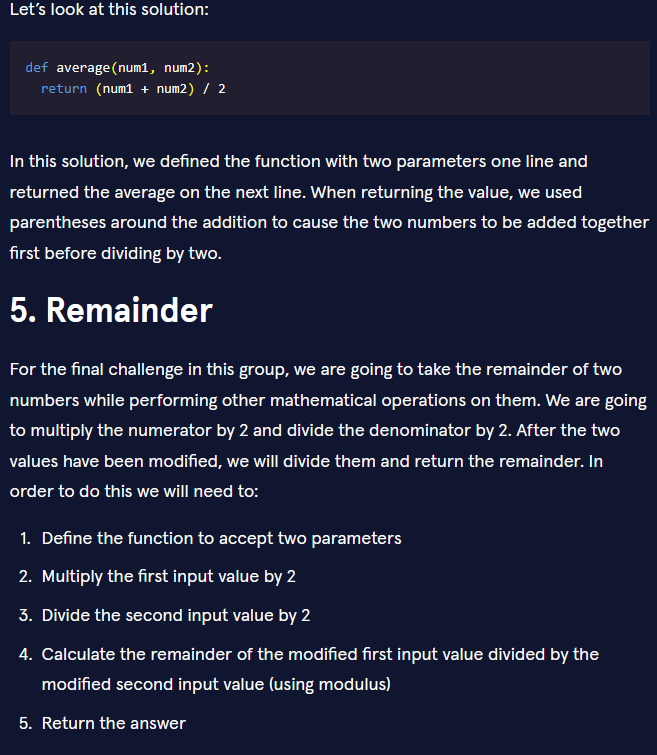 Let's look at this solution:
def average(num1, num2):
  return (num1 + num2) / 2
In this solution, we defined the function with two parameters one line and
returned the average on the next line. When returning the value, we used
parentheses around the addition to cause the two numbers to be added together
first before dividing by two.
5. Remainder
For the final challenge in this group, we are going to take the remainder of two
numbers while performing other mathematical operations on them. We are going
to multiply the numerator by 2 and divide the denominator by 2. After the two
values have been modified, we will divide them and return the remainder. In
order to do this we will need to:
1. Define the function to accept two parameters
2. Multiply the first input value by 2
3. Divide the second input value by 2
4. Calculate the remainder of the modified first input value divided by the
modified second input value (using modulus)
5. Return the answer